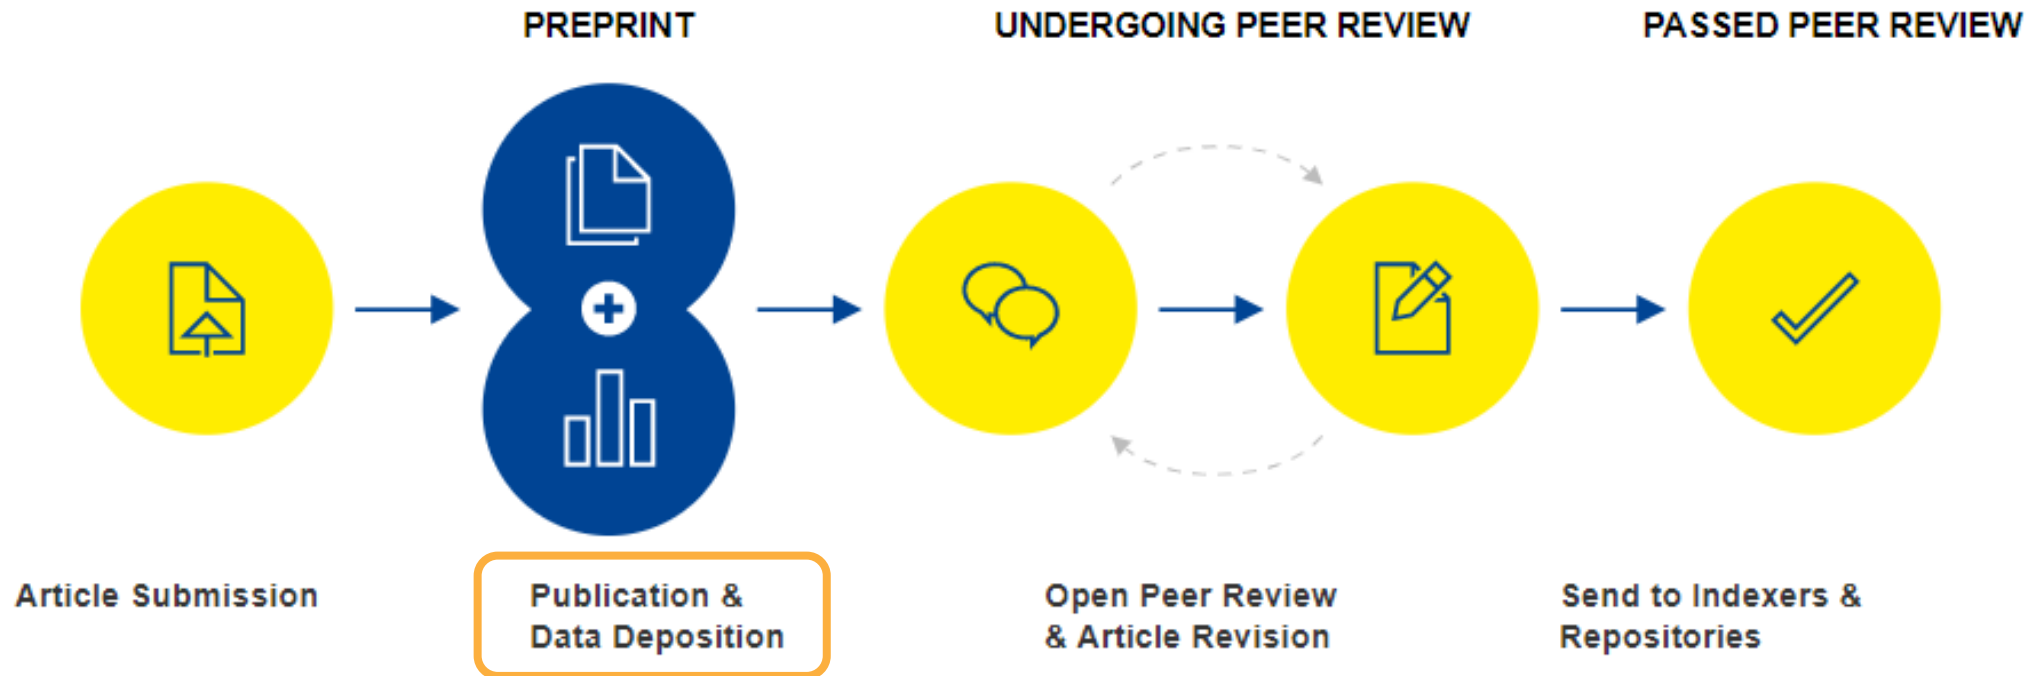 PREPRINT
UNDERGOING PEER REVIEW
PASSED PEER REVIEW
Article Submission
Publication &
Data Deposition
Open Peer Review
& Article Revision
Send to Indexers &
Repositories